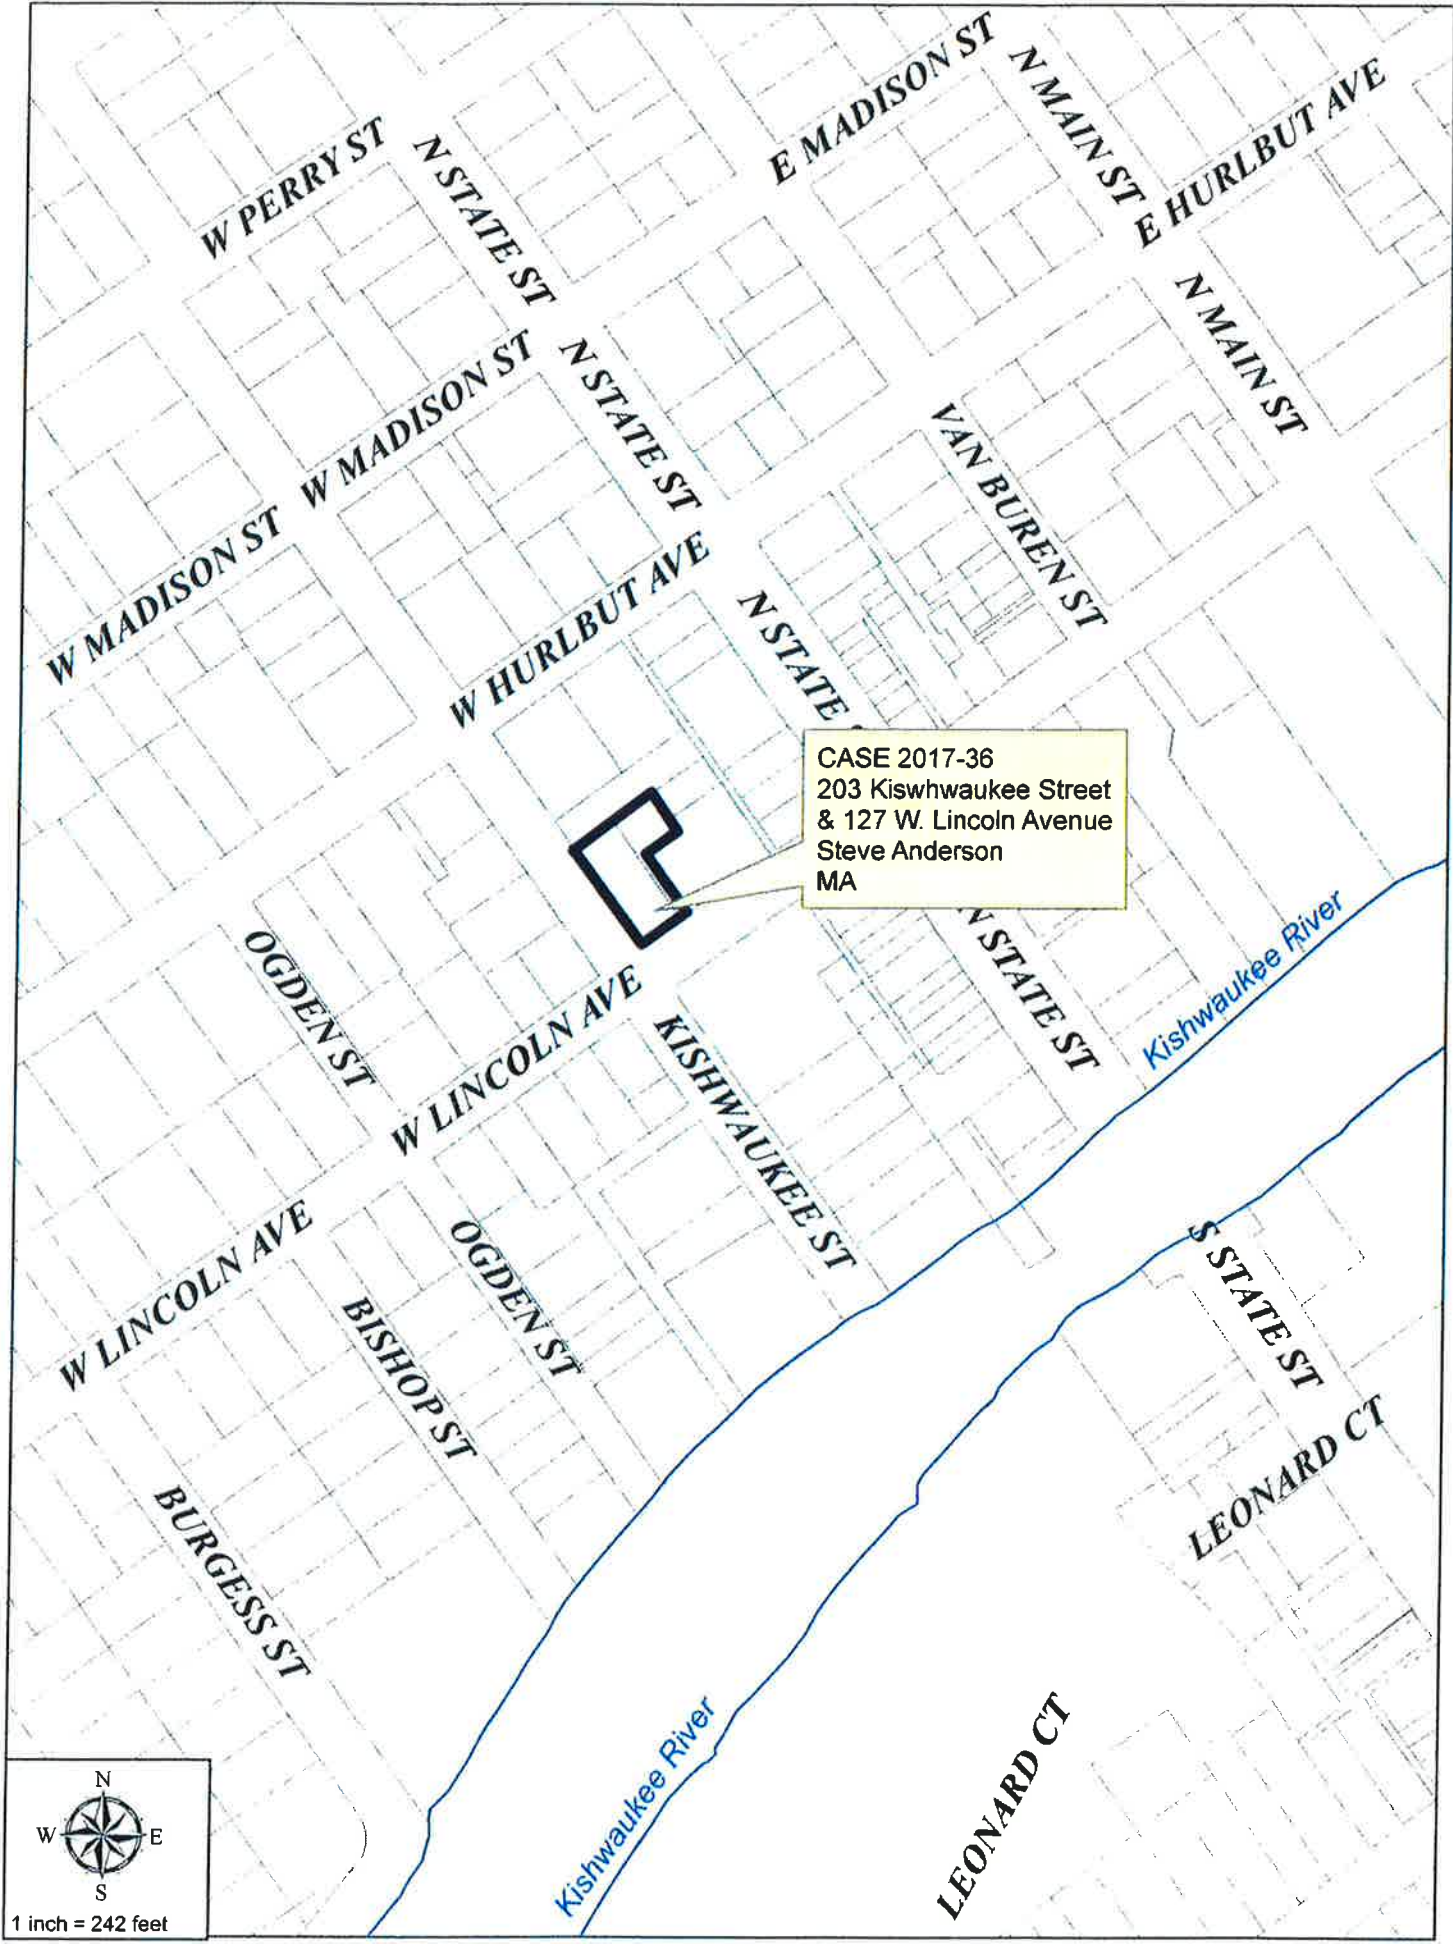 E MADISON ST
N MAIN ST
E HURLBUT AVE
W PERRY ST
N STATE ST
N MAIN ST
W MADISON ST
N STATE ST
VAN BUREN ST
W MADISON ST
W HURLBUT AVE
N STATE
CASE 2017-36
203 Kiswhwaukee Street
& 127 W. Lincoln Avenue
Steve Anderson
MA
Kishwaukee River
N STATE ST
OGDEN ST
W LINCOLN AVE
KISHWAUKEE ST
W LINCOLN AVE
OGDEN ST
S STATE ST
BISHOP ST
LEONARD CT
BURGESS ST
Kishwaukee River
LEONARD CT
N
W E
S
1 inch = 242 feet